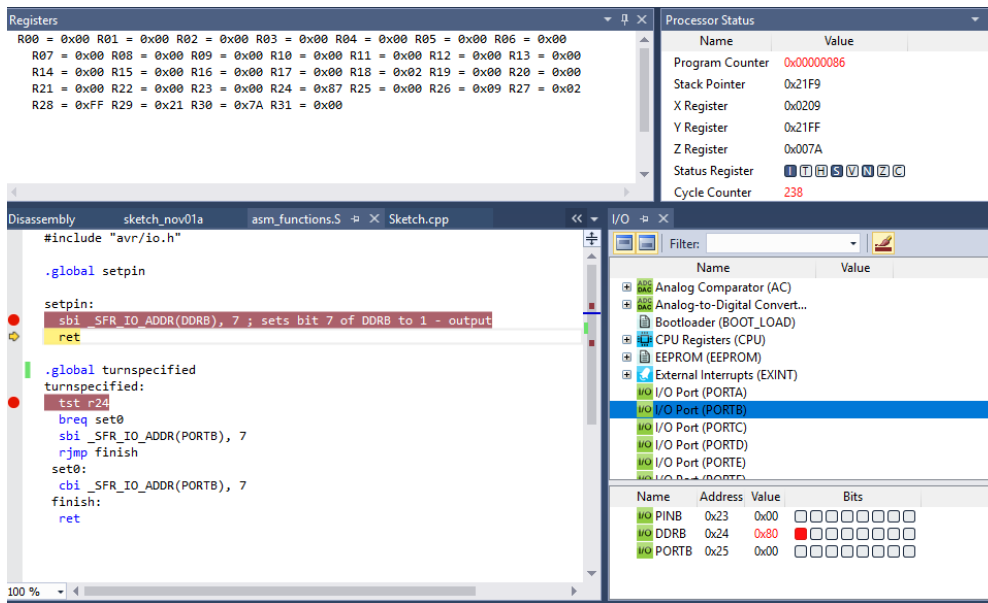 Registers
R00 = 0x00 R01 = 0x00 R02 = 0x00 R03 = 0x00 R04 = 0x00 R05 = 0x00 R06 = 0x00
R07 = 0x00 R08 = 0x00 R09 = 0x00 R10 = 0x00 R11 = 0x00 R12 = 0x00 R13 = 0x00
R14 = 0x00 R15 = 0x00 R16 = 0x00 R17 = 0x00 R18 = 0x02 R19 = 0x00 R20 = 0x00
R21 = 0x00 R22 = 0x00 R23 = 0x00 R24 = 0x87 R25 = 0x00 R26 = 0x09 R27 = 0x02
R28 = 0xFF R29 = 0x21 R30 = 0x7A R31 = 0x00
Processor Status
Name Value
Program Counter 0x00000086
Stack Pointer 0x21F9
X Register 0x0209
Y Register 0x21FF
Z Register 0x007A
Status Register I T H S V N Z C
Cycle Counter 238
Disassembly sketch_nov01a asm_functions.S Sketch.cpp
#include "avr/io.h"
.global setpin
setpin:
sbi _SFR_IO_ADDR(DDRB), 7 ; sets bit 7 of DDRB to 1 - output
ret
.global turnspecified
turnspecified:
tst r24
breq set0
sbi _SFR_IO_ADDR(PORTB), 7
rjmp finish
set0:
cbi _SFR_IO_ADDR(PORTB), 7
finish:
ret
100 %
I/O
Filter:
Name Value
ADC DAC Analog Comparator (AC)
ADC DAC Analog-to-Digital Convert...
Bootloader (BOOT_LOAD)
CPU Registers (CPU)
EEPROM (EEPROM)
External Interrupts (EXINT)
I/O I/O Port (PORTA)
I/O I/O Port (PORTB)
I/O I/O Port (PORTC)
I/O I/O Port (PORTD)
I/O I/O Port (PORTE)
Name Address Value Bits
I/O PINB 0x23 0x00
I/O DDRB 0x24 0x80
I/O PORTB 0x25 0x00